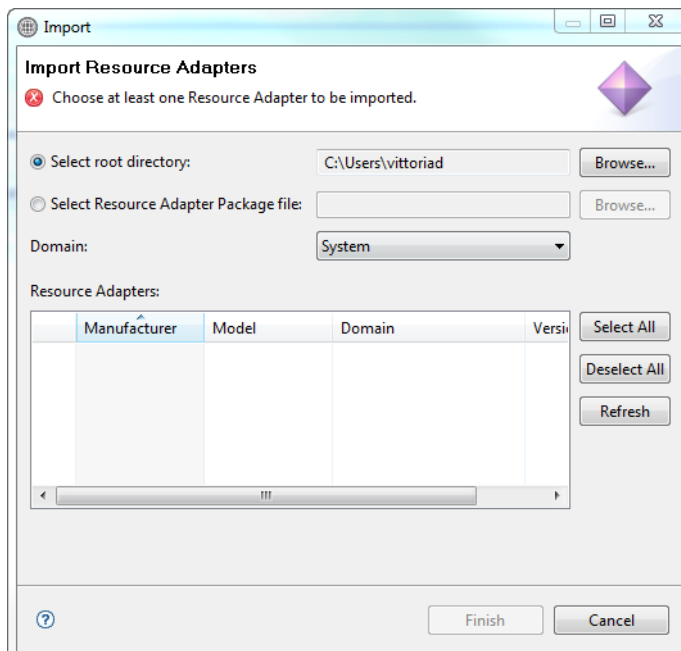 Import
Import Resource Adapters
Choose at least one Resource Adapter to be imported.
Select root directory: C:\Users\vittoriad Browse...
Select Resource Adapter Package file: Browse...
Domain: System
Resource Adapters:
Manufacturer Model Domain Versi
Select All
Deselect All
Refresh
? Finish Cancel